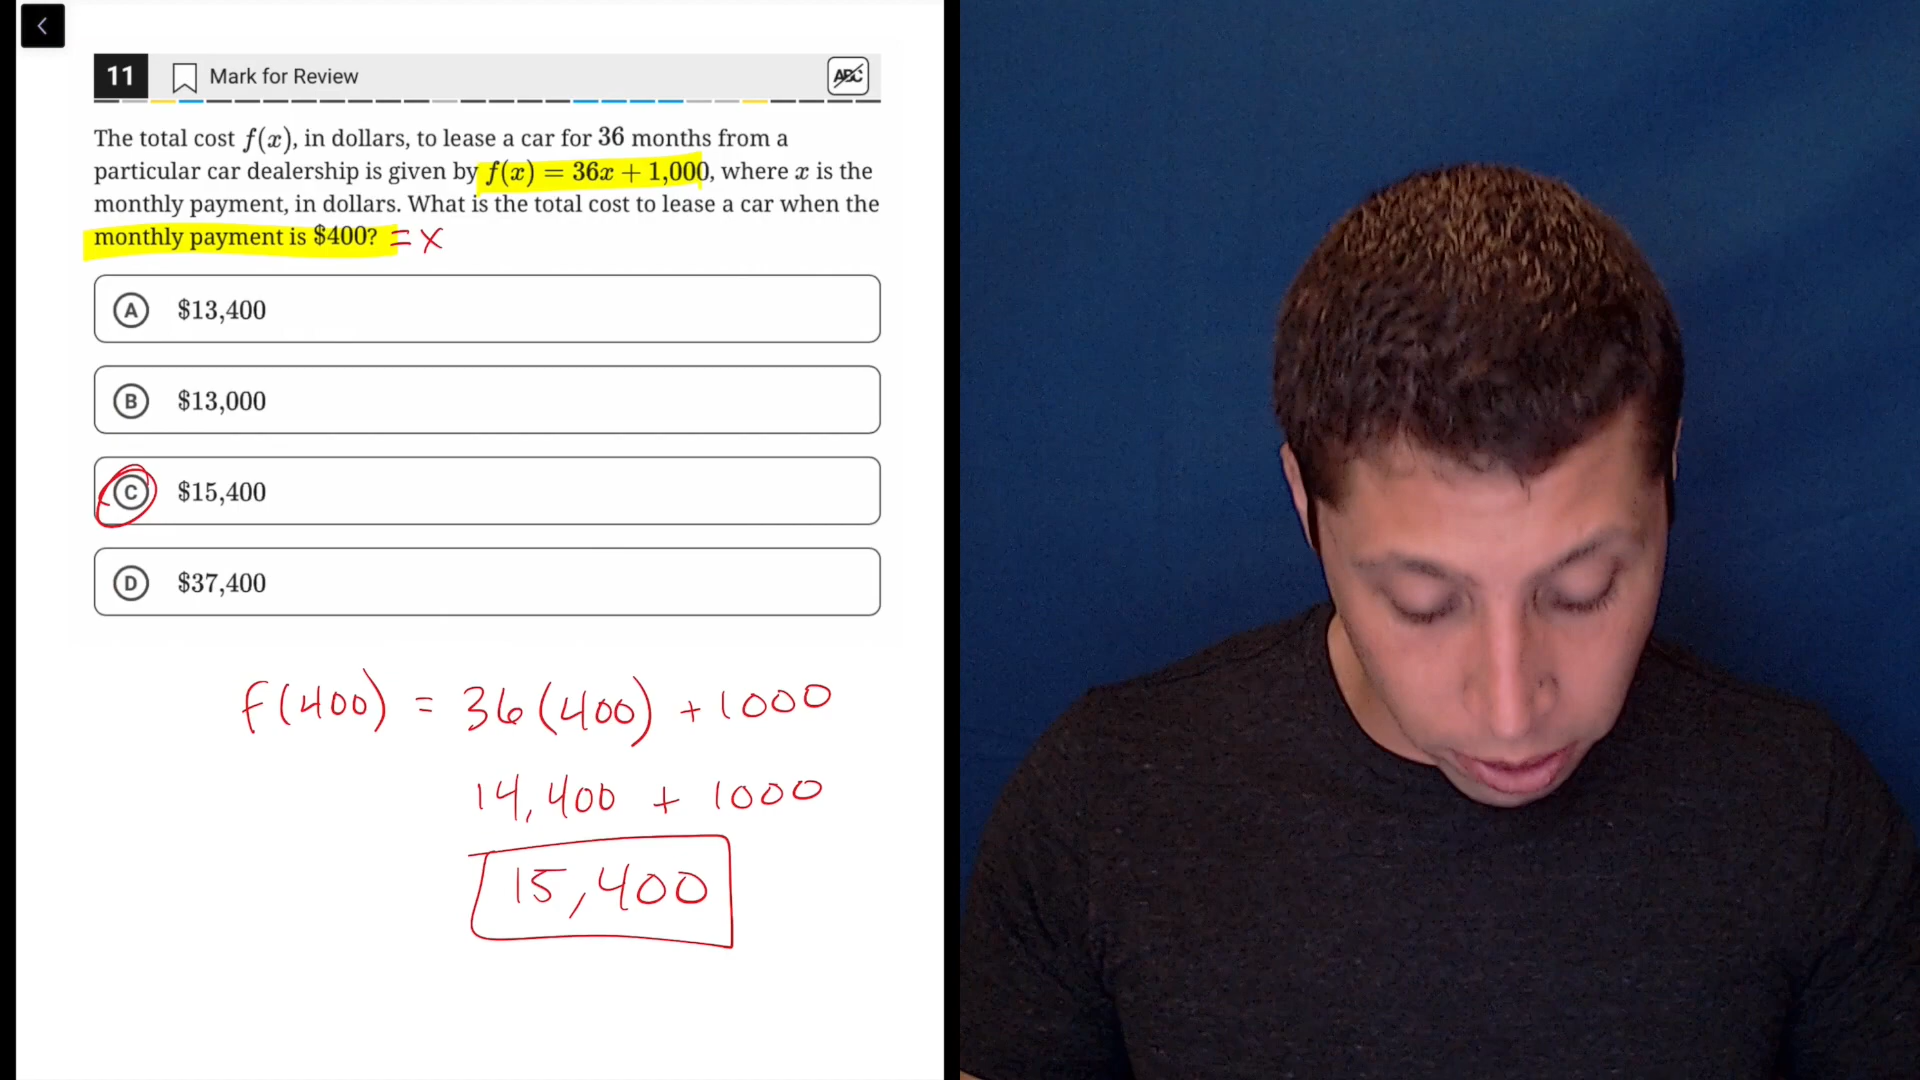 11 Mark for Review ABC
The total cost f(x), in dollars, to lease a car for 36 months from a
particular car dealership is given by f(x) = 36x + 1,000, where x is the
monthly payment, in dollars. What is the total cost to lease a car when the
monthly payment is $400? = x
A $13,400
B $13,000
C $15,400
D $37,400
f(400) = 36(400) + 1000
14,400 + 1000
15,400